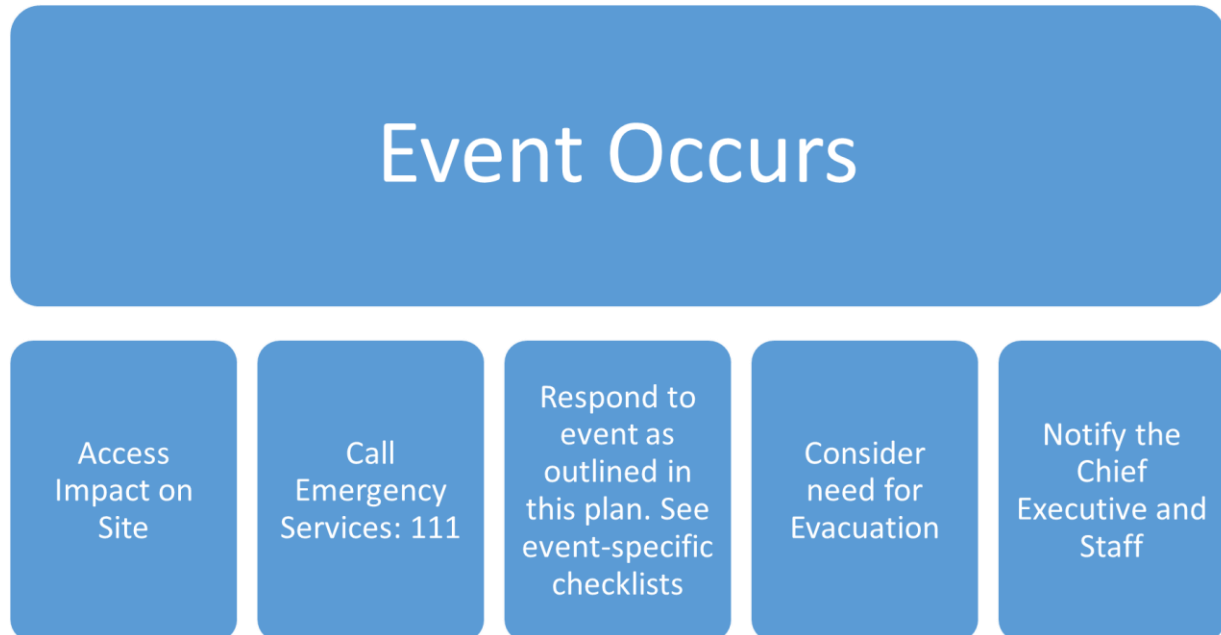 Event Occurs
Access
Impact on
Site
Call
Emergency
Services: 111
Respond to
event as
outlined in
this plan. See
event-specific
checklists
Consider
need for
Evacuation
Notify the
Chief
Executive and
Staff